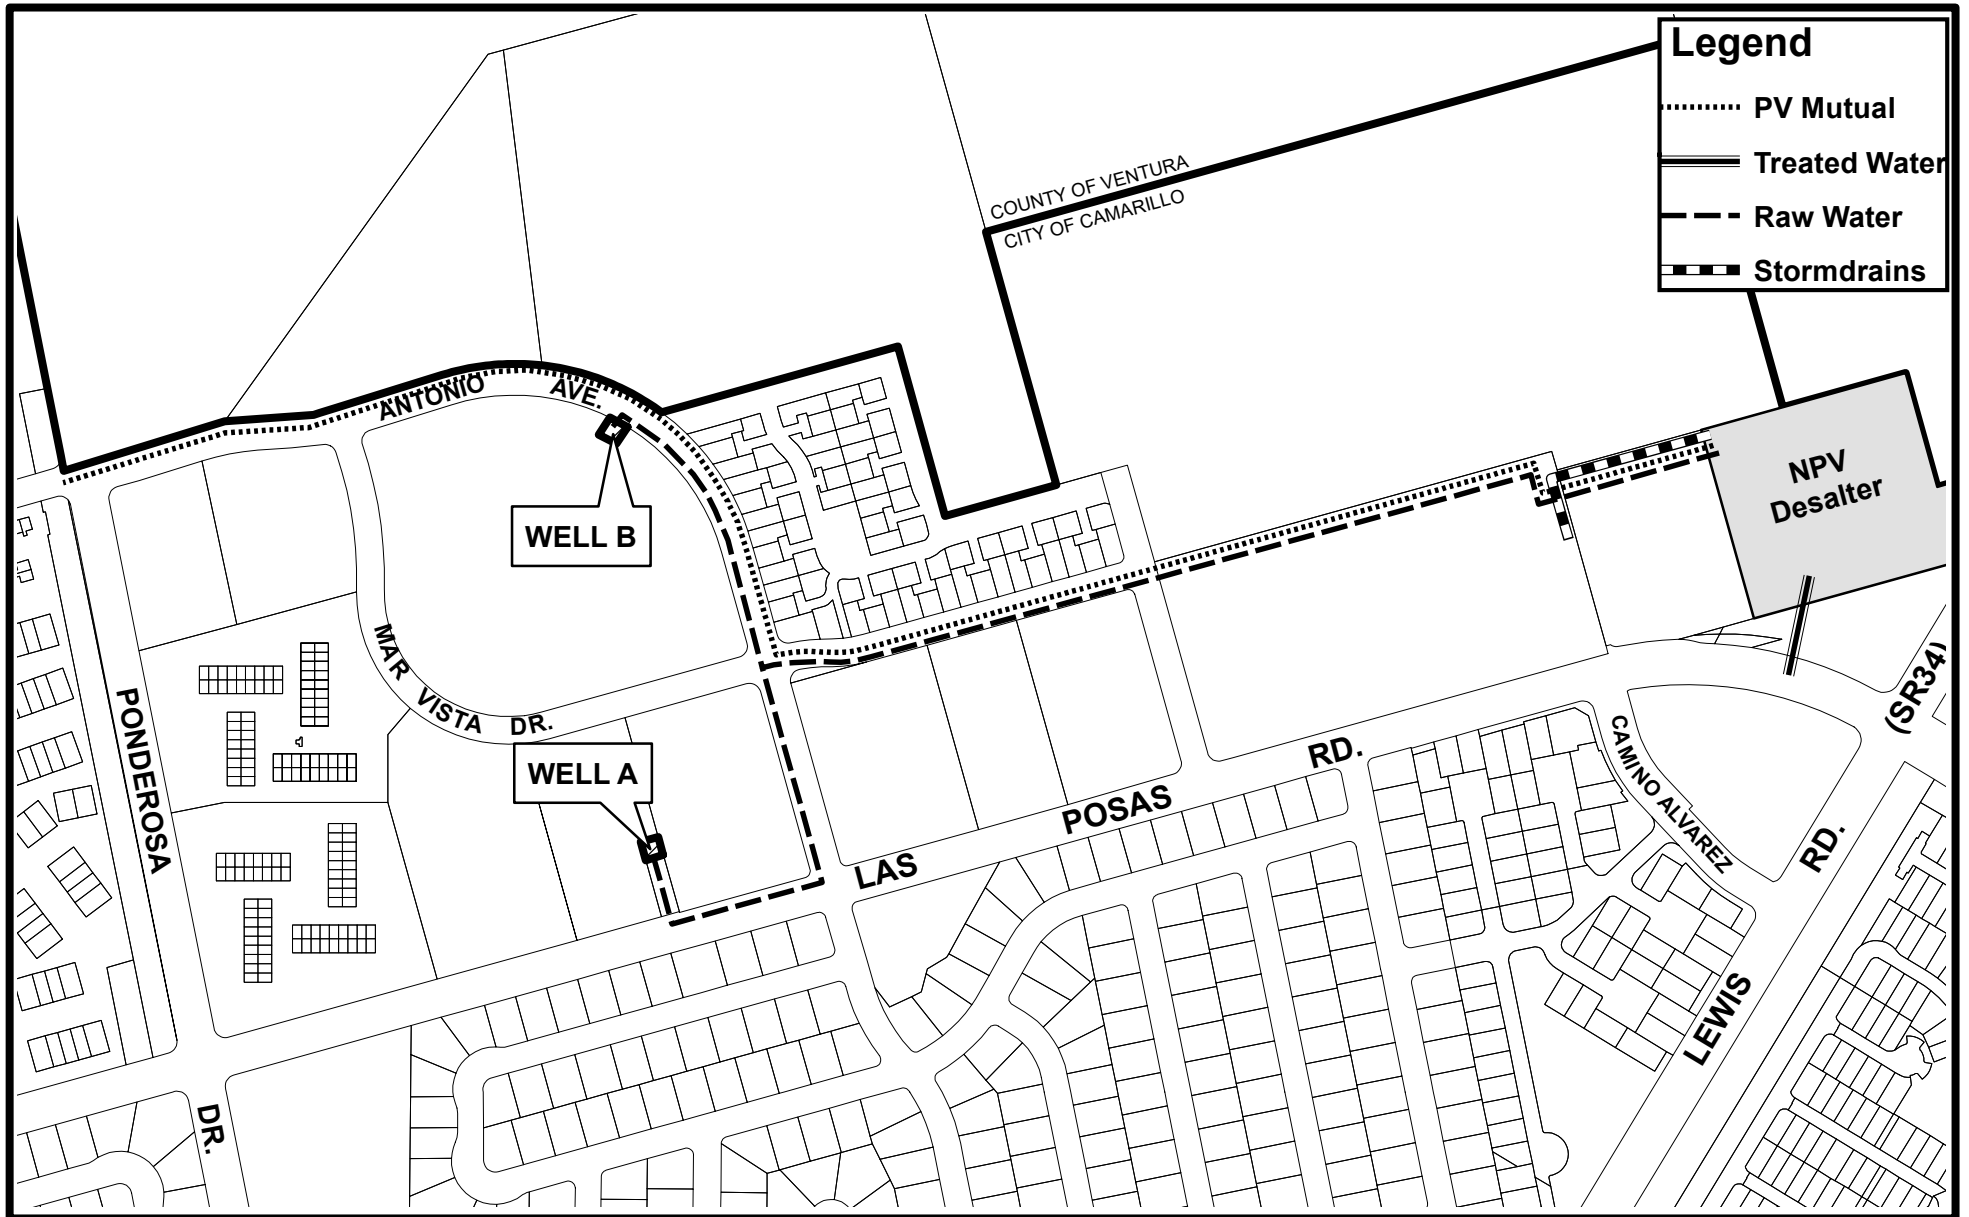 Legend
PV Mutual
Treated Water
Raw Water
Stormdrains
COUNTY OF VENTURA
CITY OF CAMARILLO
ANTONIO AVE.
WELL B
NPV
Desalter
MAR VISTA DR.
PONDEROSA DR.
WELL A
LAS POSAS RD.
CAMINO ALVAREZ
LEWIS RD. (SR34)